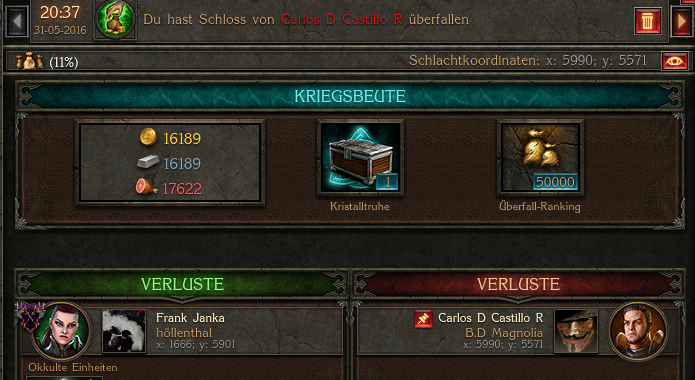 20:37
31-05-2016
Du hast Schloss von Carlos D Castillo R überfallen
(11%)
Schlachtkoordinaten: x: 5990; y: 5571
KRIEGSBEUTE
16189
16189
17622
1
50000
Kristalltruhe
Überfall-Ranking
VERLUSTE
VERLUSTE
Frank Janka
höllenthal
x: 1666; y: 5901
Carlos D Castillo R
B.D Magnolia
x: 5990; y: 5571
Okkulte Einheiten